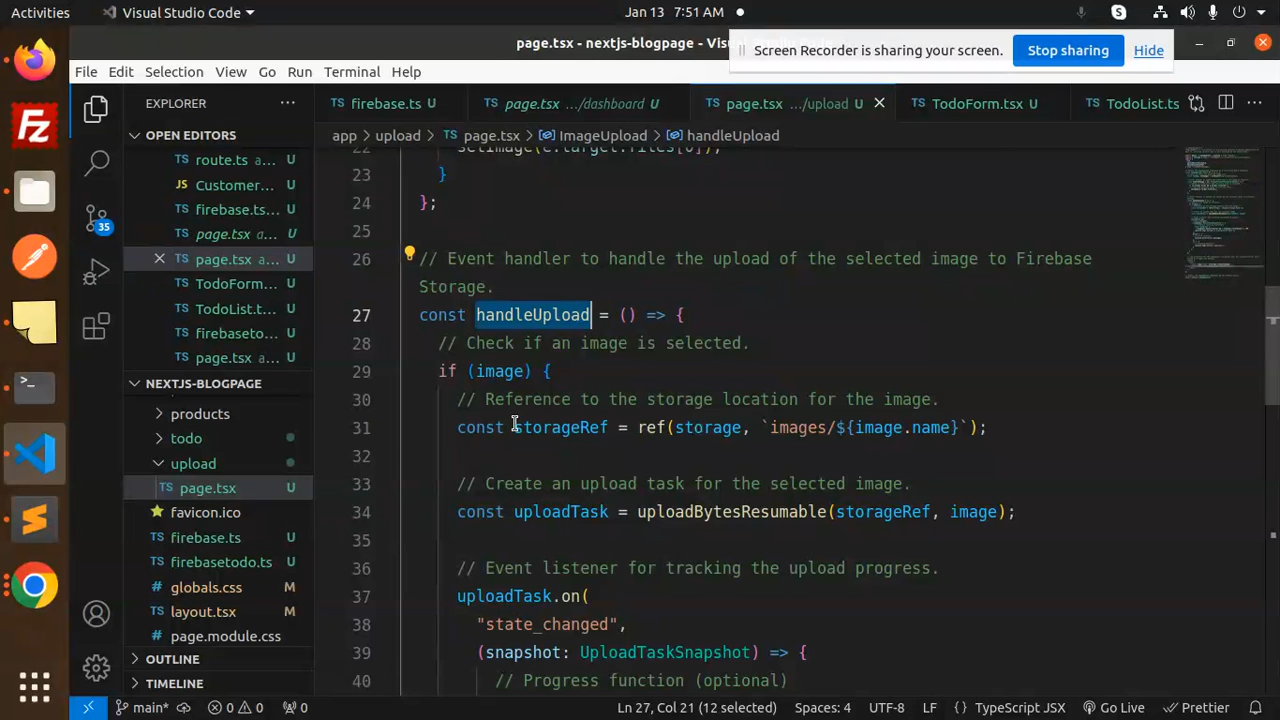 Activities
Visual Studio Code
Jan 13 7:51 AM
page.tsx - nextjs-blogpage - Vis
Screen Recorder is sharing your screen.
Stop sharing
Hide
File Edit Selection View Go Run Terminal Help
EXPLORER
firebase.ts U
page.tsx .../dashboard U
page.tsx .../upload U
TodoForm.tsx U
TodoList.ts
OPEN EDITORS
app > upload > page.tsx > ImageUpload > handleUpload
route.ts a... U
JS Customer... U
TS firebase.ts... U
TS page.tsx a... U
TS page.tsx a... U
TS TodoForm... U
TS TodoList.t... U
TS firebaseto... U
TS page.tsx a... U
NEXTJS-BLOGPAGE
products
todo
upload
TS page.tsx U
favicon.ico
TS firebase.ts U
TS firebasetodo.ts U
# globals.css M
layout.tsx M
# page.module.css
OUTLINE
TIMELINE
35
22 setImage(e.target.files[0]);
23 }
24 };
25
26 // Event handler to handle the upload of the selected image to Firebase
Storage.
27 const handleUpload = () => {
28 // Check if an image is selected.
29 if (image) {
30 // Reference to the storage location for the image.
31 const storageRef = ref(storage, `images/${image.name}`);
32
33 // Create an upload task for the selected image.
34 const uploadTask = uploadBytesResumable(storageRef, image);
35
36 // Event listener for tracking the upload progress.
37 uploadTask.on(
38 "state_changed",
39 (snapshot: UploadTaskSnapshot) => {
40 // Progress function (optional)
main* 0 0 0 Ln 27, Col 21 (12 selected) Spaces: 4 UTF-8 LF { } TypeScript JSX Go Live Prettier